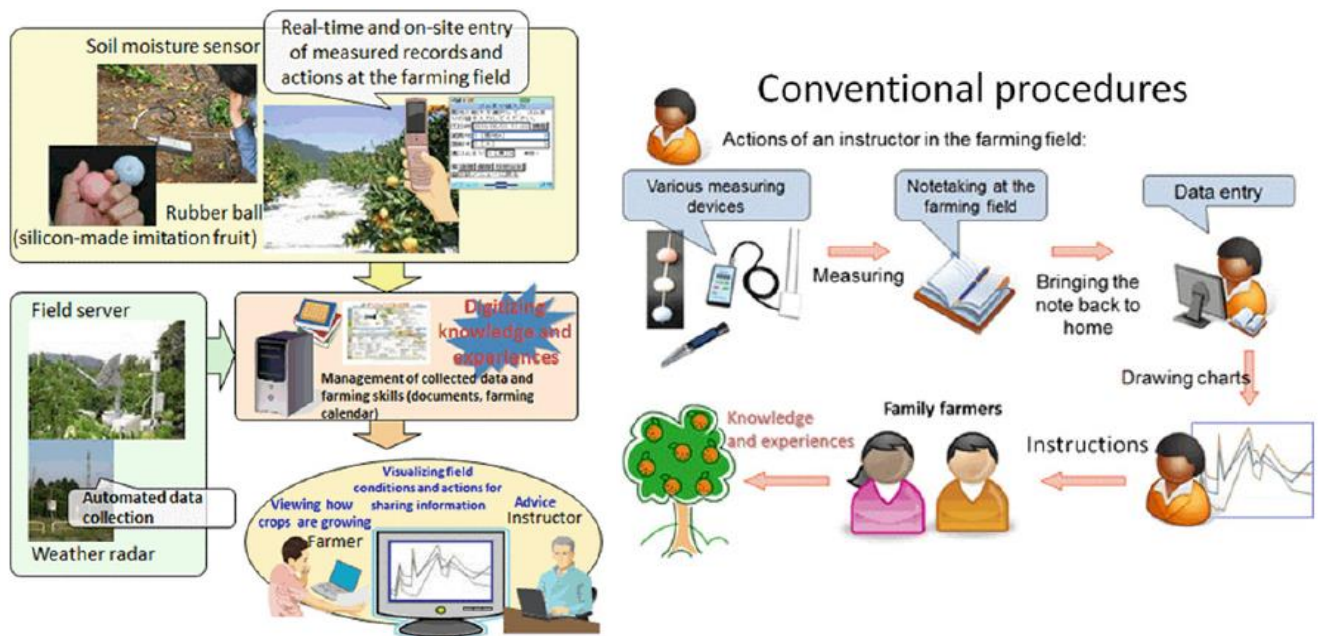 Soil moisture sensor
Real-time and on-site entry
of measured records and
actions at the farming field
Rubber ball
(silicon-made imitation fruit)
Field server
Automated data
collection
Weather radar
Digitizing
knowledge and
experiences
Management of collected data and
farming skills (documents, farming
calendar)
Visualizing field
conditions and actions for
sharing information
Viewing how
crops are growing
Farmer
Advice
Instructor
Conventional procedures
Actions of an instructor in the farming field:
Various measuring
devices
Measuring
Notetaking at the
farming field
Bringing the
note back to
home
Data entry
Drawing charts
Instructions
Family farmers
Knowledge
and experiences